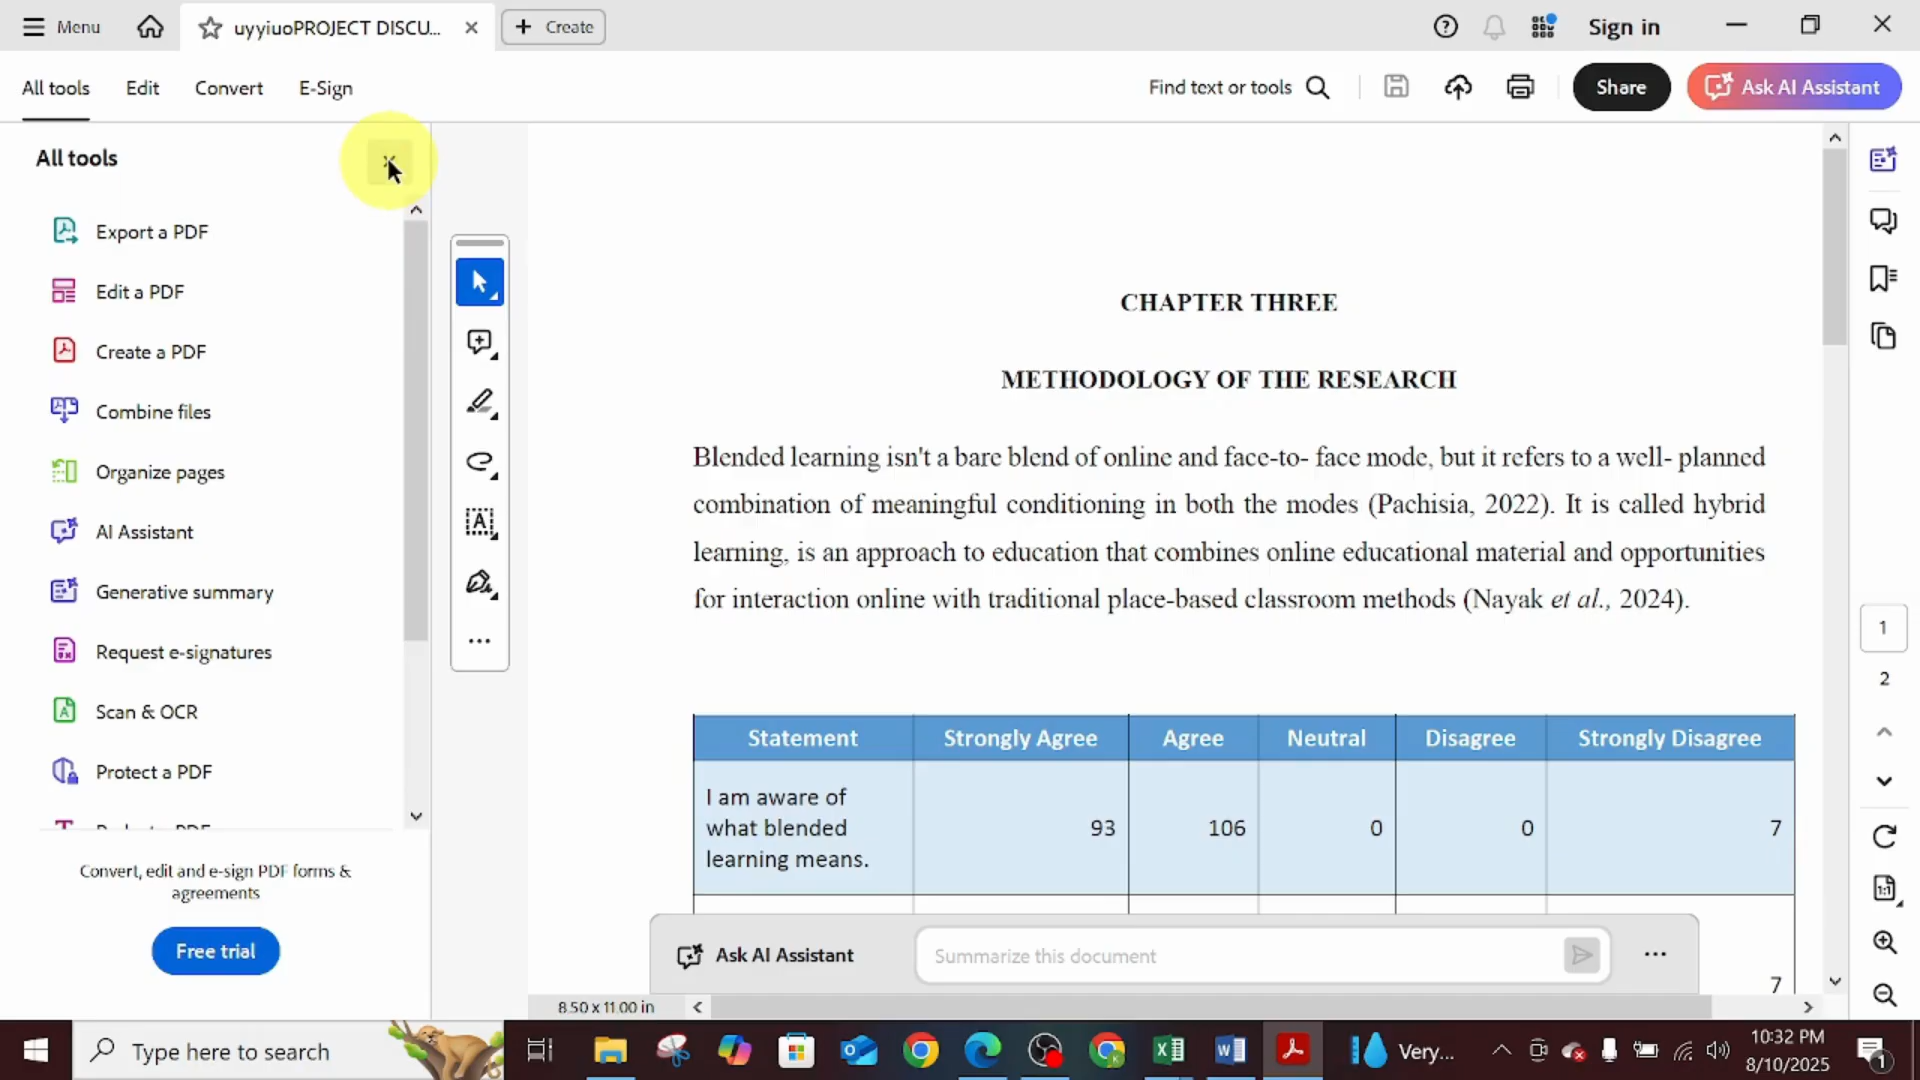 Menu
uyyiuoPROJECT DISCU...
Create
Sign in
All tools
Edit
Convert
E-Sign
Find text or tools
Share
Ask AI Assistant
All tools
Export a PDF
Edit a PDF
Create a PDF
Combine files
Organize pages
AI Assistant
Generative summary
Request e-signatures
Scan & OCR
Protect a PDF
Convert, edit and e-sign PDF forms &
agreements
Free trial
CHAPTER THREE
METHODOLOGY OF THE RESEARCH
Blended learning isn't a bare blend of online and face-to- face mode, but it refers to a well- planned
combination of meaningful conditioning in both the modes (Pachisia, 2022). It is called hybrid
learning, is an approach to education that combines online educational material and opportunities
for interaction online with traditional place-based classroom methods (Nayak et al., 2024).
Statement Strongly Agree Agree Neutral Disagree Strongly Disagree
I am aware of
what blended
learning means.
93 106 0 0 7
7
Ask AI Assistant
Summarize this document
8.50 x 11.00 in
1
2
Type here to search
Very...
10:32 PM
8/10/2025
1